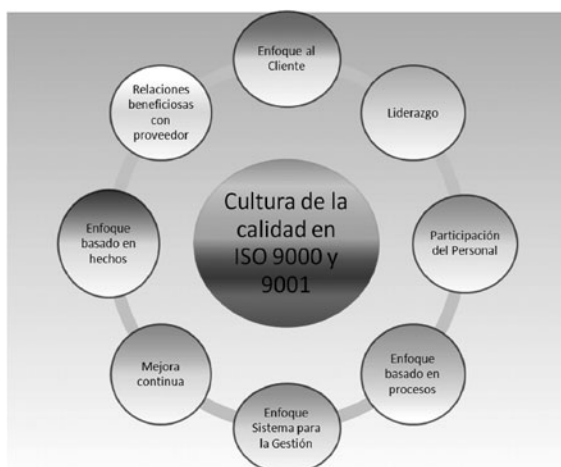 Enfoque al
Cliente
Liderazgo
Participación
del Personal
Enfoque
basado en
procesos
Enfoque
Sistema para
la Gestión
Mejora
continua
Enfoque
basado en
hechos
Relaciones
beneficiosas
con
proveedor
Cultura de la
calidad en
ISO 9000 y
9001